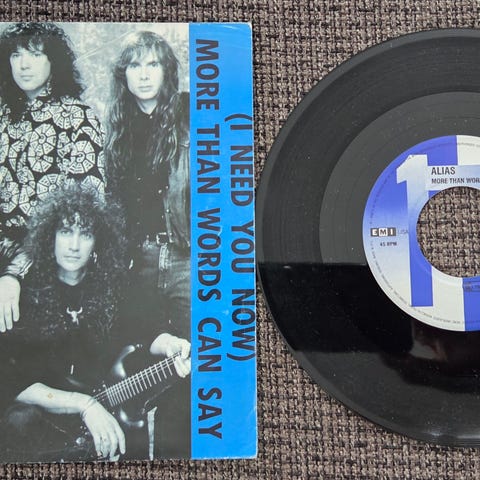 (I NEED YOU NOW)
MORE THAN WORDS CAN SAY
ALIAS
MORE THAN WOR
EMI USA
45 RPM